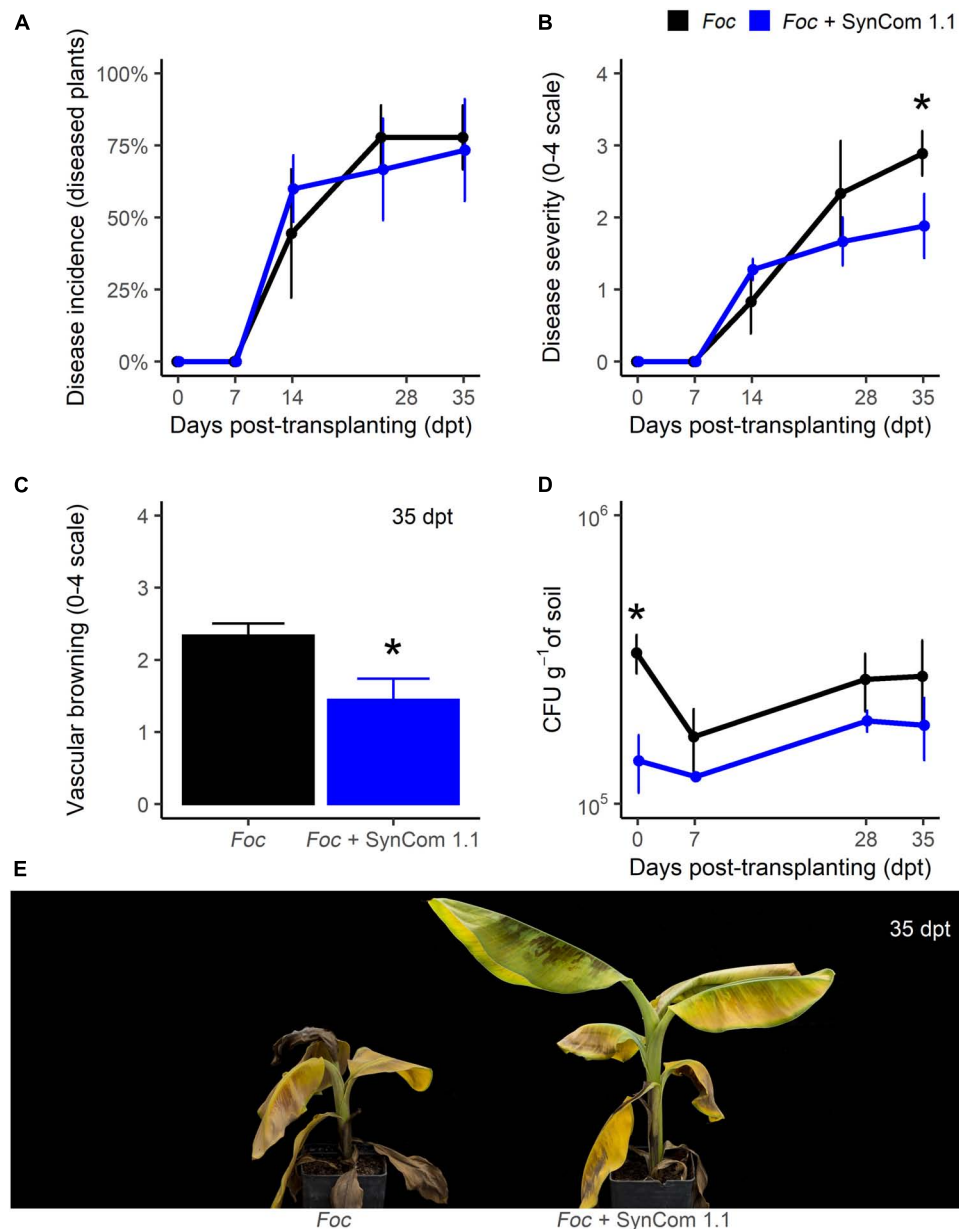 A
B
Foc
Foc + SynCom 1.1
Disease incidence (diseased plants)
100%
75%
50%
25%
0%
0
7
14
28
35
Days post-transplanting (dpt)
Disease severity (0-4 scale)
4
3
2
1
0
*
0
7
14
28
35
Days post-transplanting (dpt)
C
Vascular browning (0-4 scale)
4
3
2
1
0
35 dpt
*
Foc
Foc + SynCom 1.1
D
CFU g⁻¹ of soil
10⁶
10⁵
*
0
7
28
35
Days post-transplanting (dpt)
E
35 dpt
Foc
Foc + SynCom 1.1